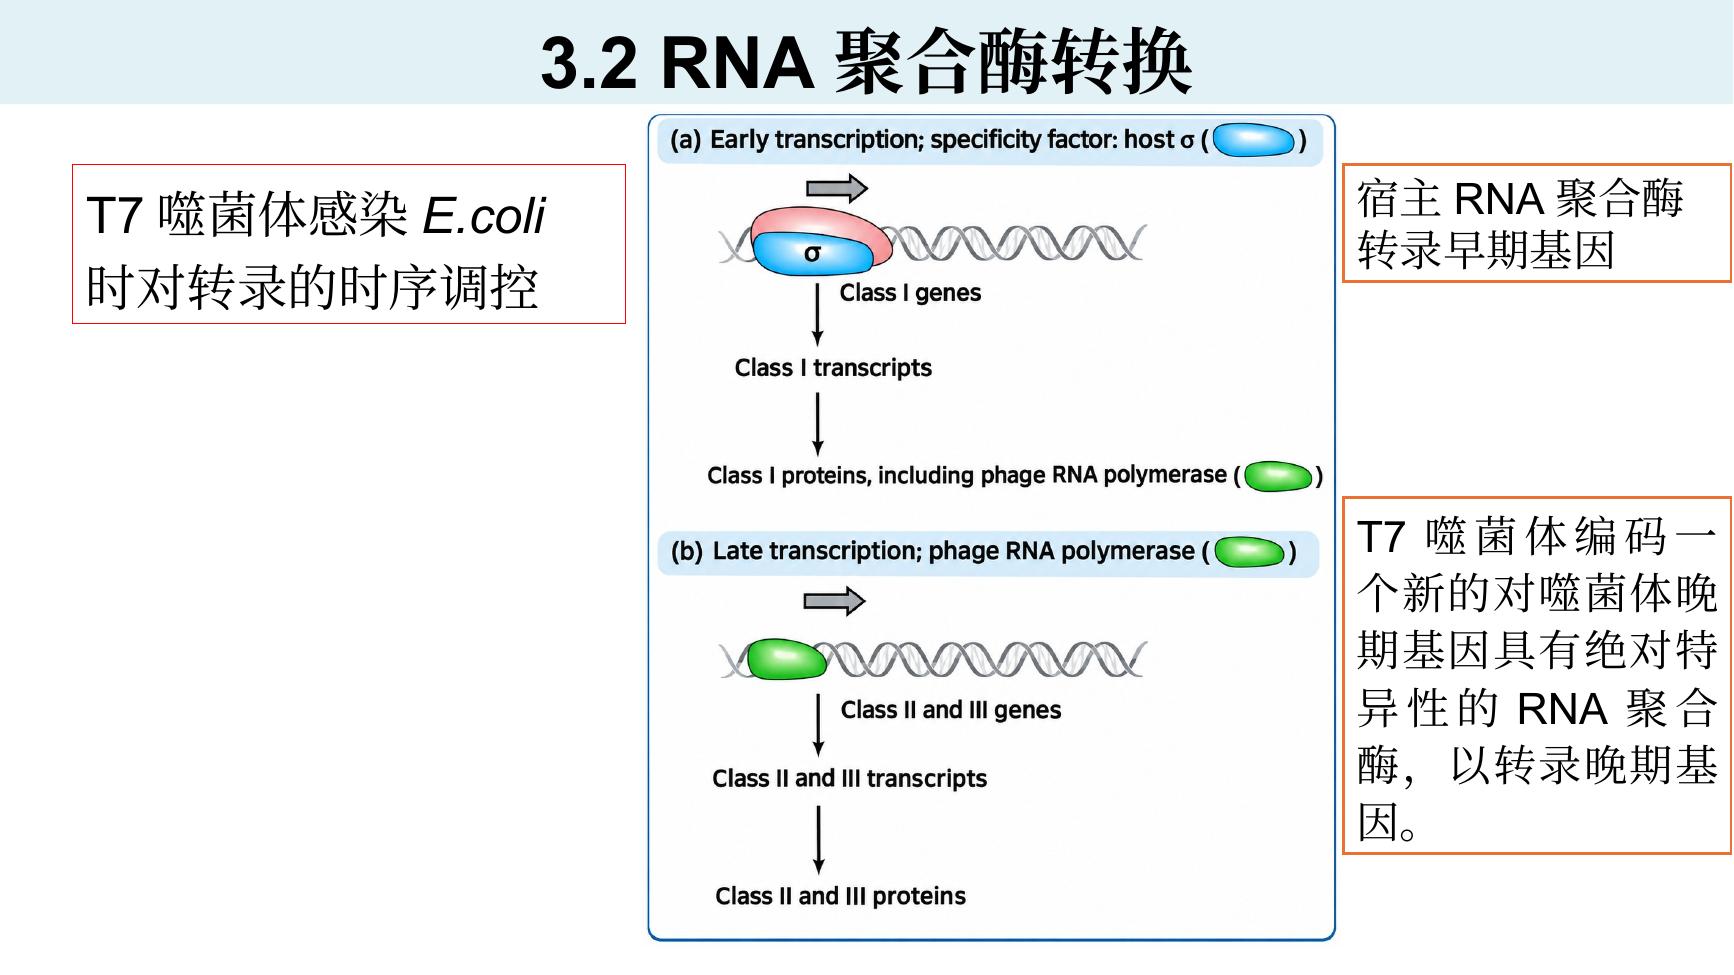 3.2 RNA 聚合酶转换
T7 噬菌体感染 E.coli
时对转录的时序调控
(a) Early transcription; specificity factor: host σ ( )
σ
Class I genes
Class I transcripts
Class I proteins, including phage RNA polymerase ( )
(b) Late transcription; phage RNA polymerase ( )
Class II and III genes
Class II and III transcripts
Class II and III proteins
宿主 RNA 聚合酶
转录早期基因
T7 噬菌体编码一
个新的对噬菌体晚
期基因具有绝对特
异性的 RNA 聚合
酶，以转录晚期基
因。